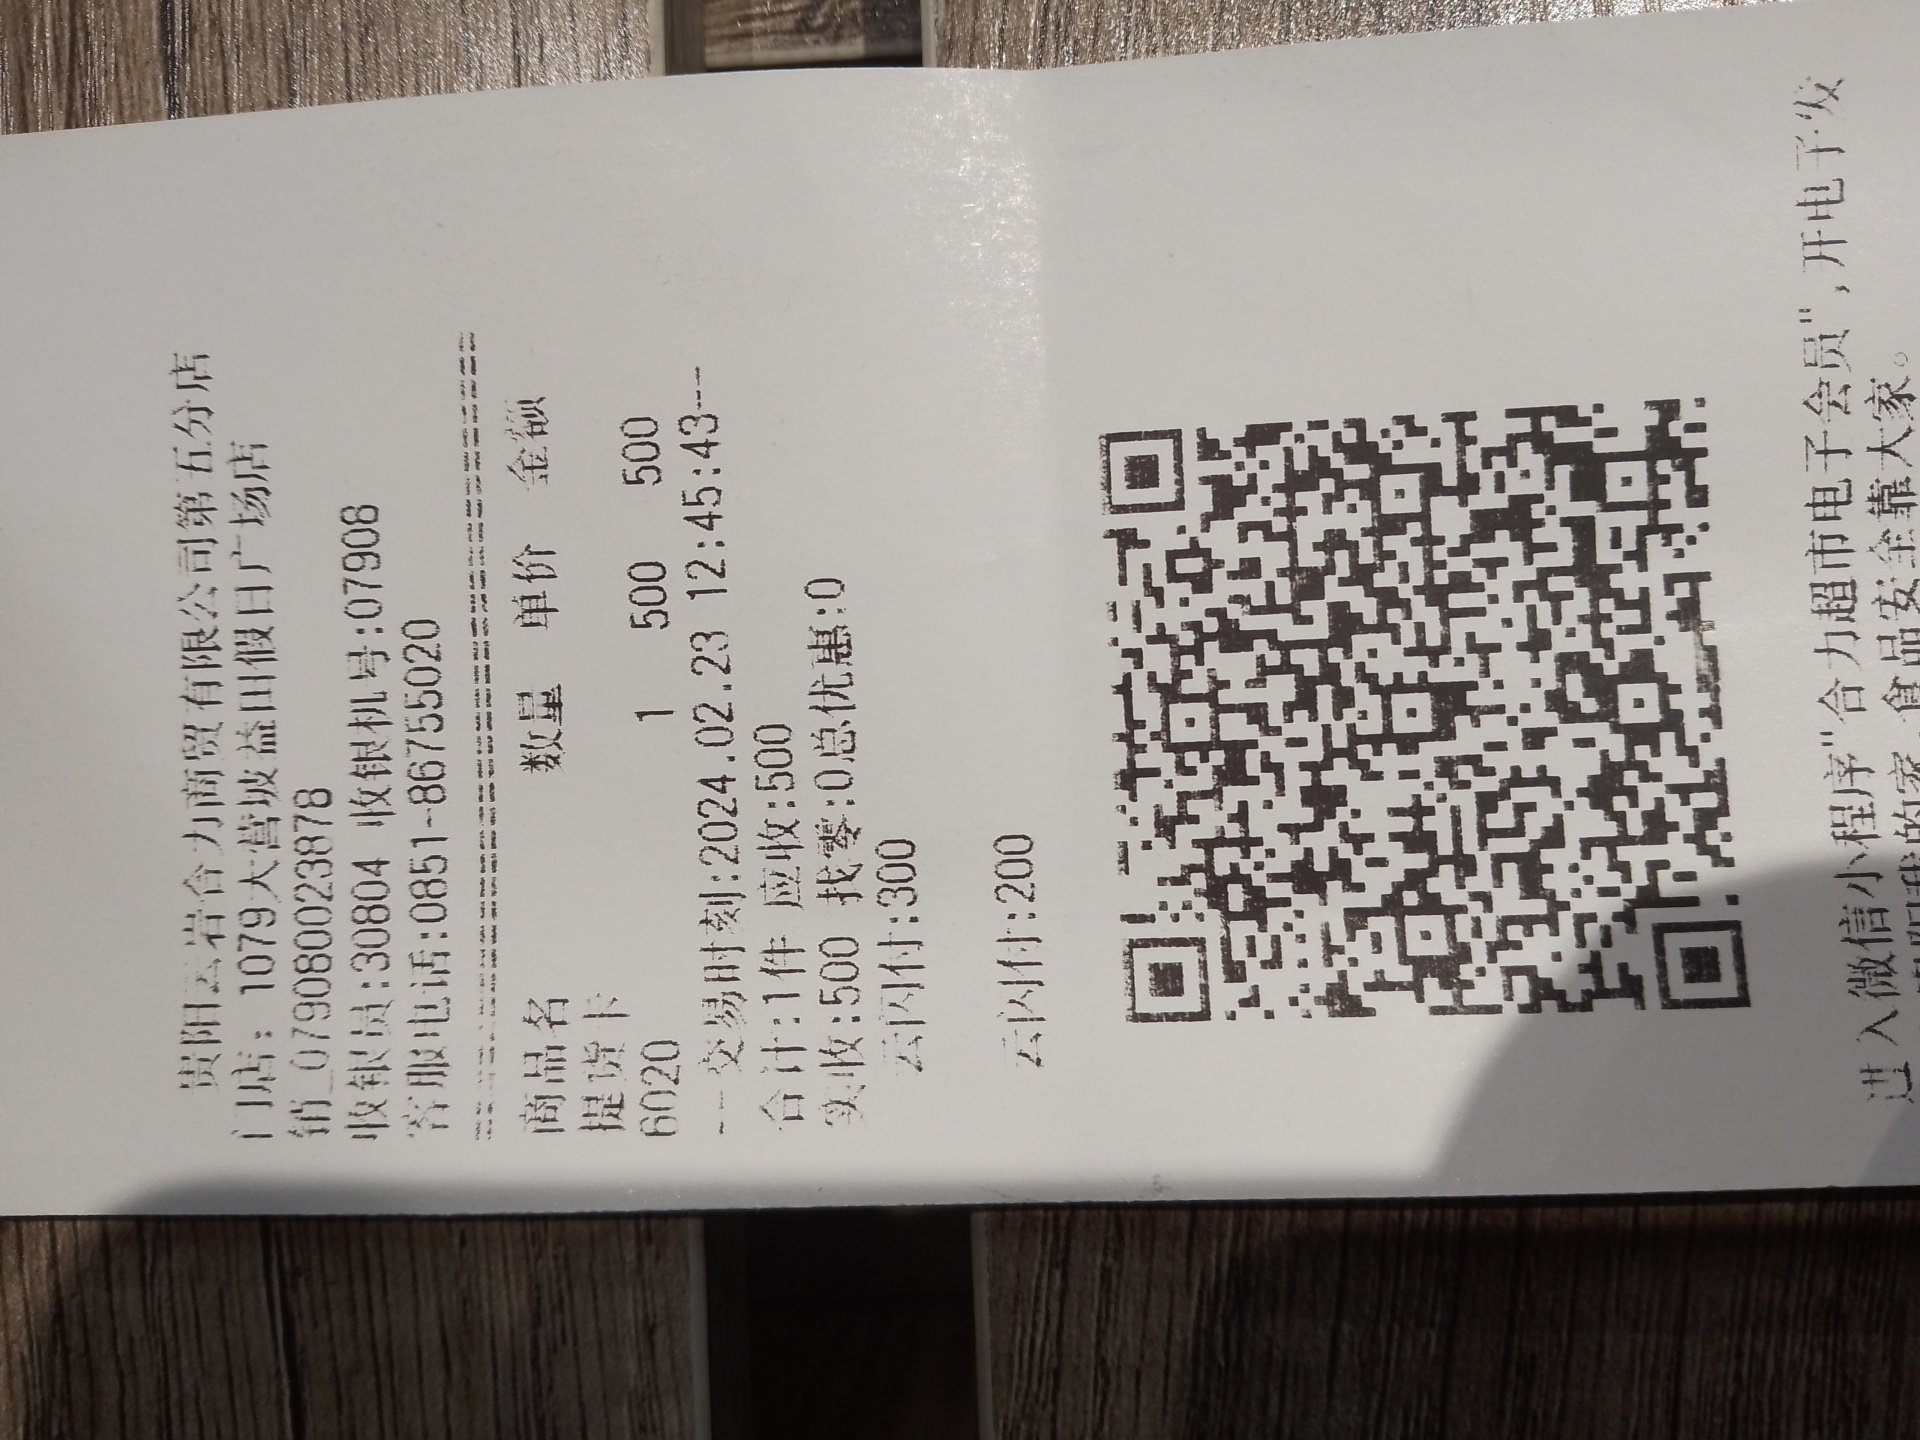 贵阳云岩合力商贸有限公司第五分店
门店: 1079大营坡益田假日广场店
销_0790800023878
收银员:30804 收银机号:07908
客服电话:0851-86755020
商品名 数量 单价 金额
提货卡
6020 1 500 500
--交易时刻:2024.02.23 12:45:43--
合计:1件 应收:500
实收:500 找零:0总优惠:0
云闪付:300
云闪付:200
进入微信小程序"合力超市电子会员",开电子发
我的家,食品安全靠大家。